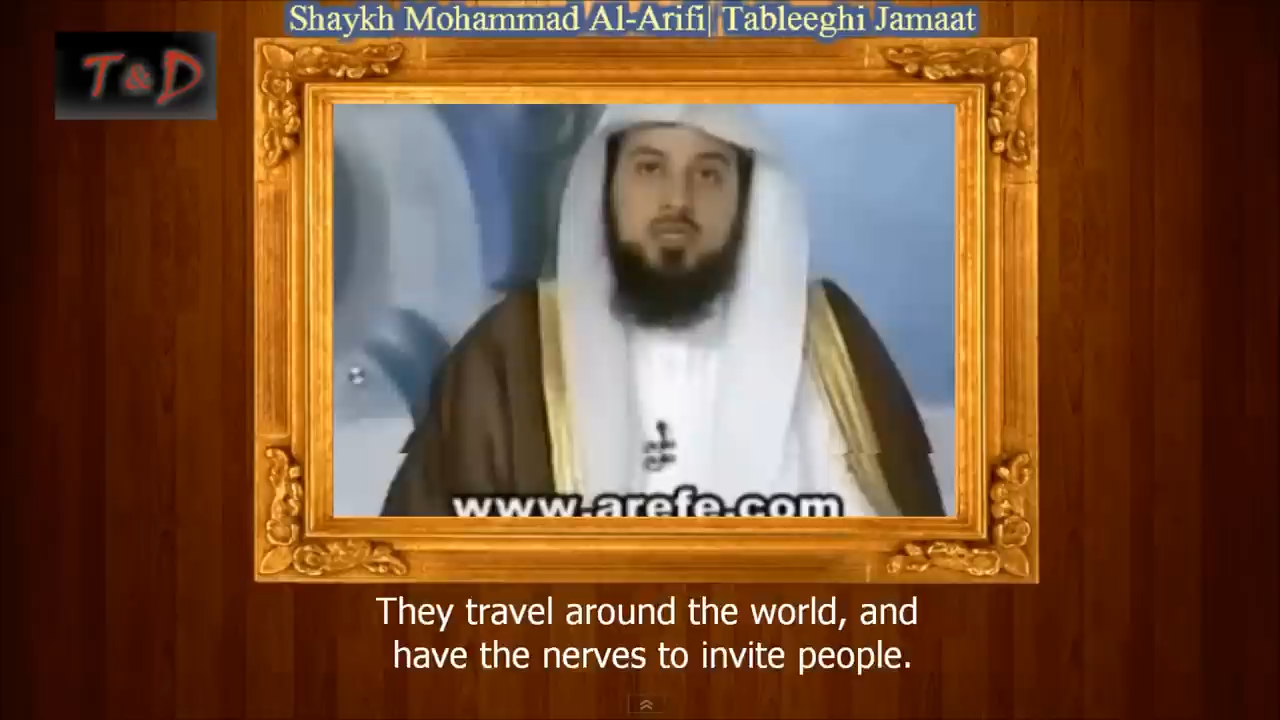 Shaykh Mohammad Al-Arifi| Tableeghi Jamaat
T&D
www.arefe.com
They travel around the world, and
have the nerves to invite people.